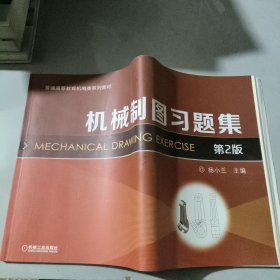 普通高等教育机电类系列教材
机械制图习题集
第2版
MECHANICAL DRAWING EXERCISE
杨小兰 主编
机械工业出版社